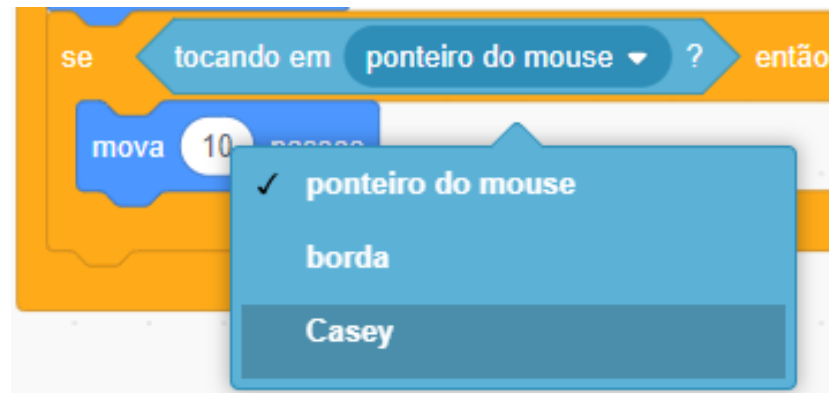 se tocando em ponteiro do mouse ? então
mova 10
✓ ponteiro do mouse
borda
Casey